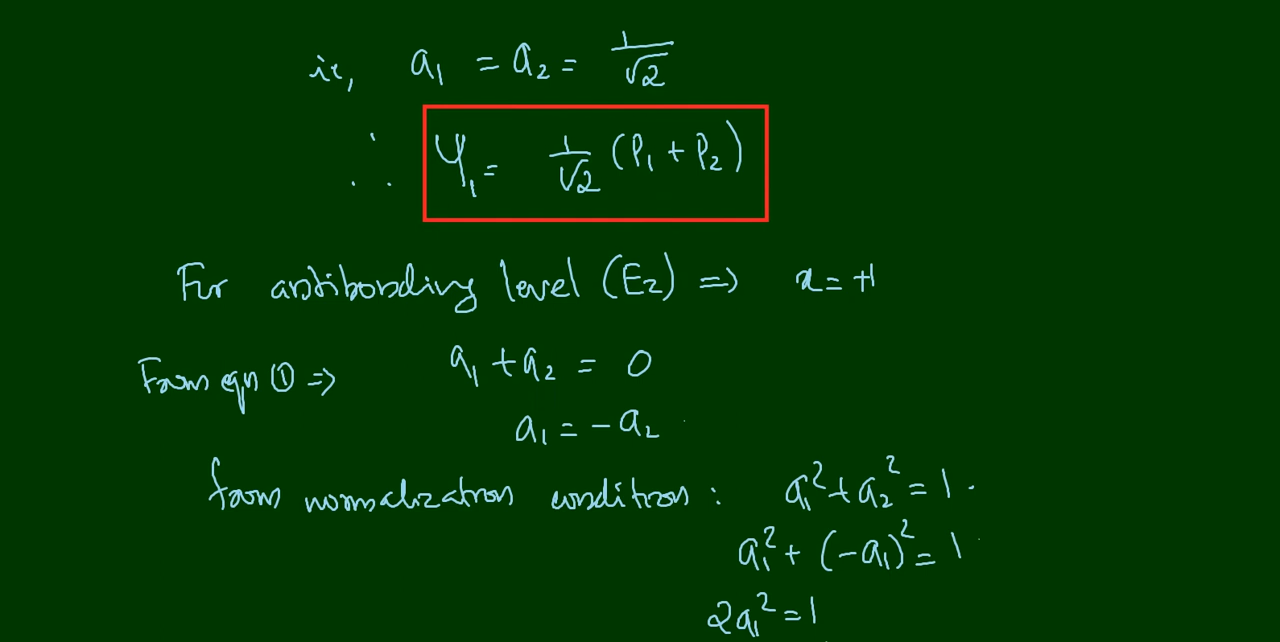 ie, a₁ = a₂ = 1/√2
∴ Ψ₁ = 1/√2 (P₁ + P₂)
For antibonding level (E₂) ⇒ x = +1
From eqn ① ⇒ a₁ + a₂ = 0
a₁ = -a₂
from normalization condition : a₁² + a₂² = 1.
a₁² + (-a₁)² = 1
2a₁² = 1